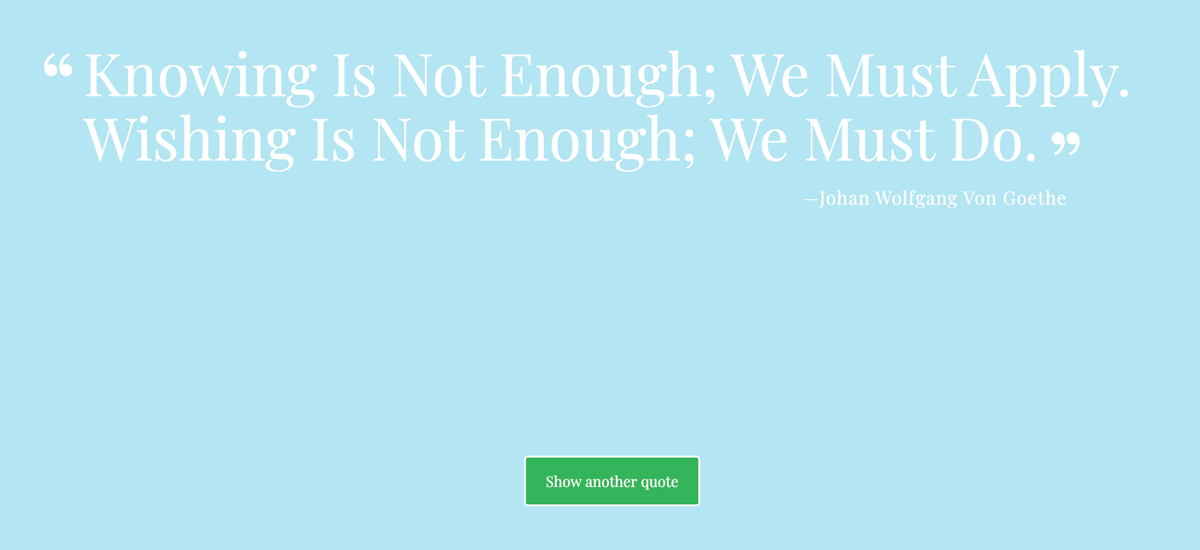 “ Knowing Is Not Enough; We Must Apply.
Wishing Is Not Enough; We Must Do. ”
—Johan Wolfgang Von Goethe
Show another quote